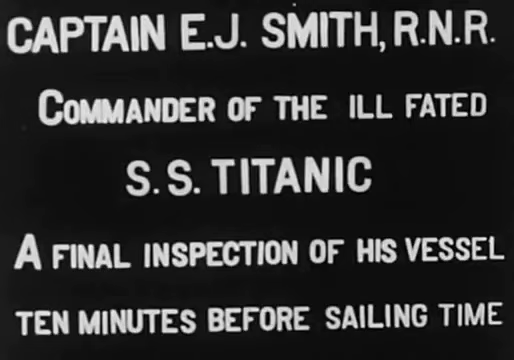 CAPTAIN E.J. SMITH, R.N.R.
COMMANDER OF THE ILL FATED
S.S. TITANIC
A FINAL INSPECTION OF HIS VESSEL
TEN MINUTES BEFORE SAILING TIME